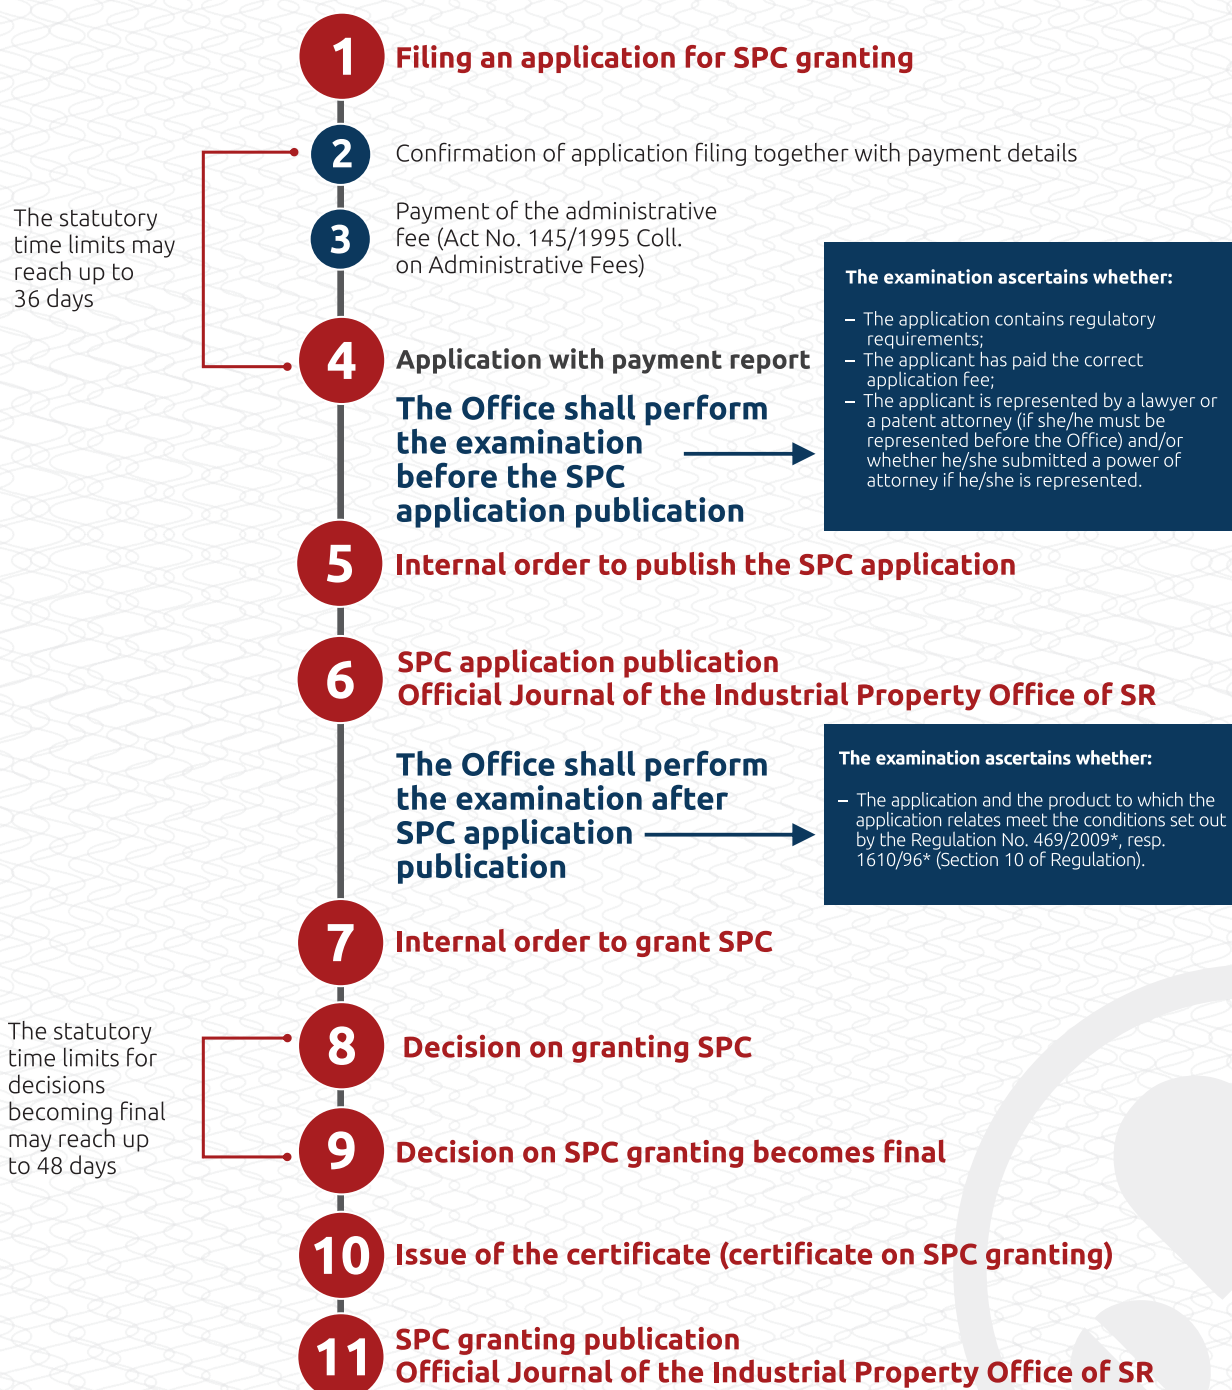 1
Filing an application for SPC granting
2
Confirmation of application filing together with payment details
3
Payment of the administrative
fee (Act No. 145/1995 Coll.
on Administrative Fees)
The statutory
time limits may
reach up to
36 days
4
Application with payment report
The Office shall perform
the examination
before the SPC
application publication
The examination ascertains whether:
– The application contains regulatory
requirements;
– The applicant has paid the correct
application fee;
– The applicant is represented by a lawyer or
a patent attorney (if she/he must be
represented before the Office) and/or
whether he/she submitted a power of
attorney if he/she is represented.
5
Internal order to publish the SPC application
6
SPC application publication
Official Journal of the Industrial Property Office of SR
The Office shall perform
the examination after
SPC application
publication
The examination ascertains whether:
– The application and the product to which the
application relates meet the conditions set out
by the Regulation No. 469/2009*, resp.
1610/96* (Section 10 of Regulation).
7
Internal order to grant SPC
The statutory
time limits for
decisions
becoming final
may reach up
to 48 days
8
Decision on granting SPC
9
Decision on SPC granting becomes final
10
Issue of the certificate (certificate on SPC granting)
11
SPC granting publication
Official Journal of the Industrial Property Office of SR